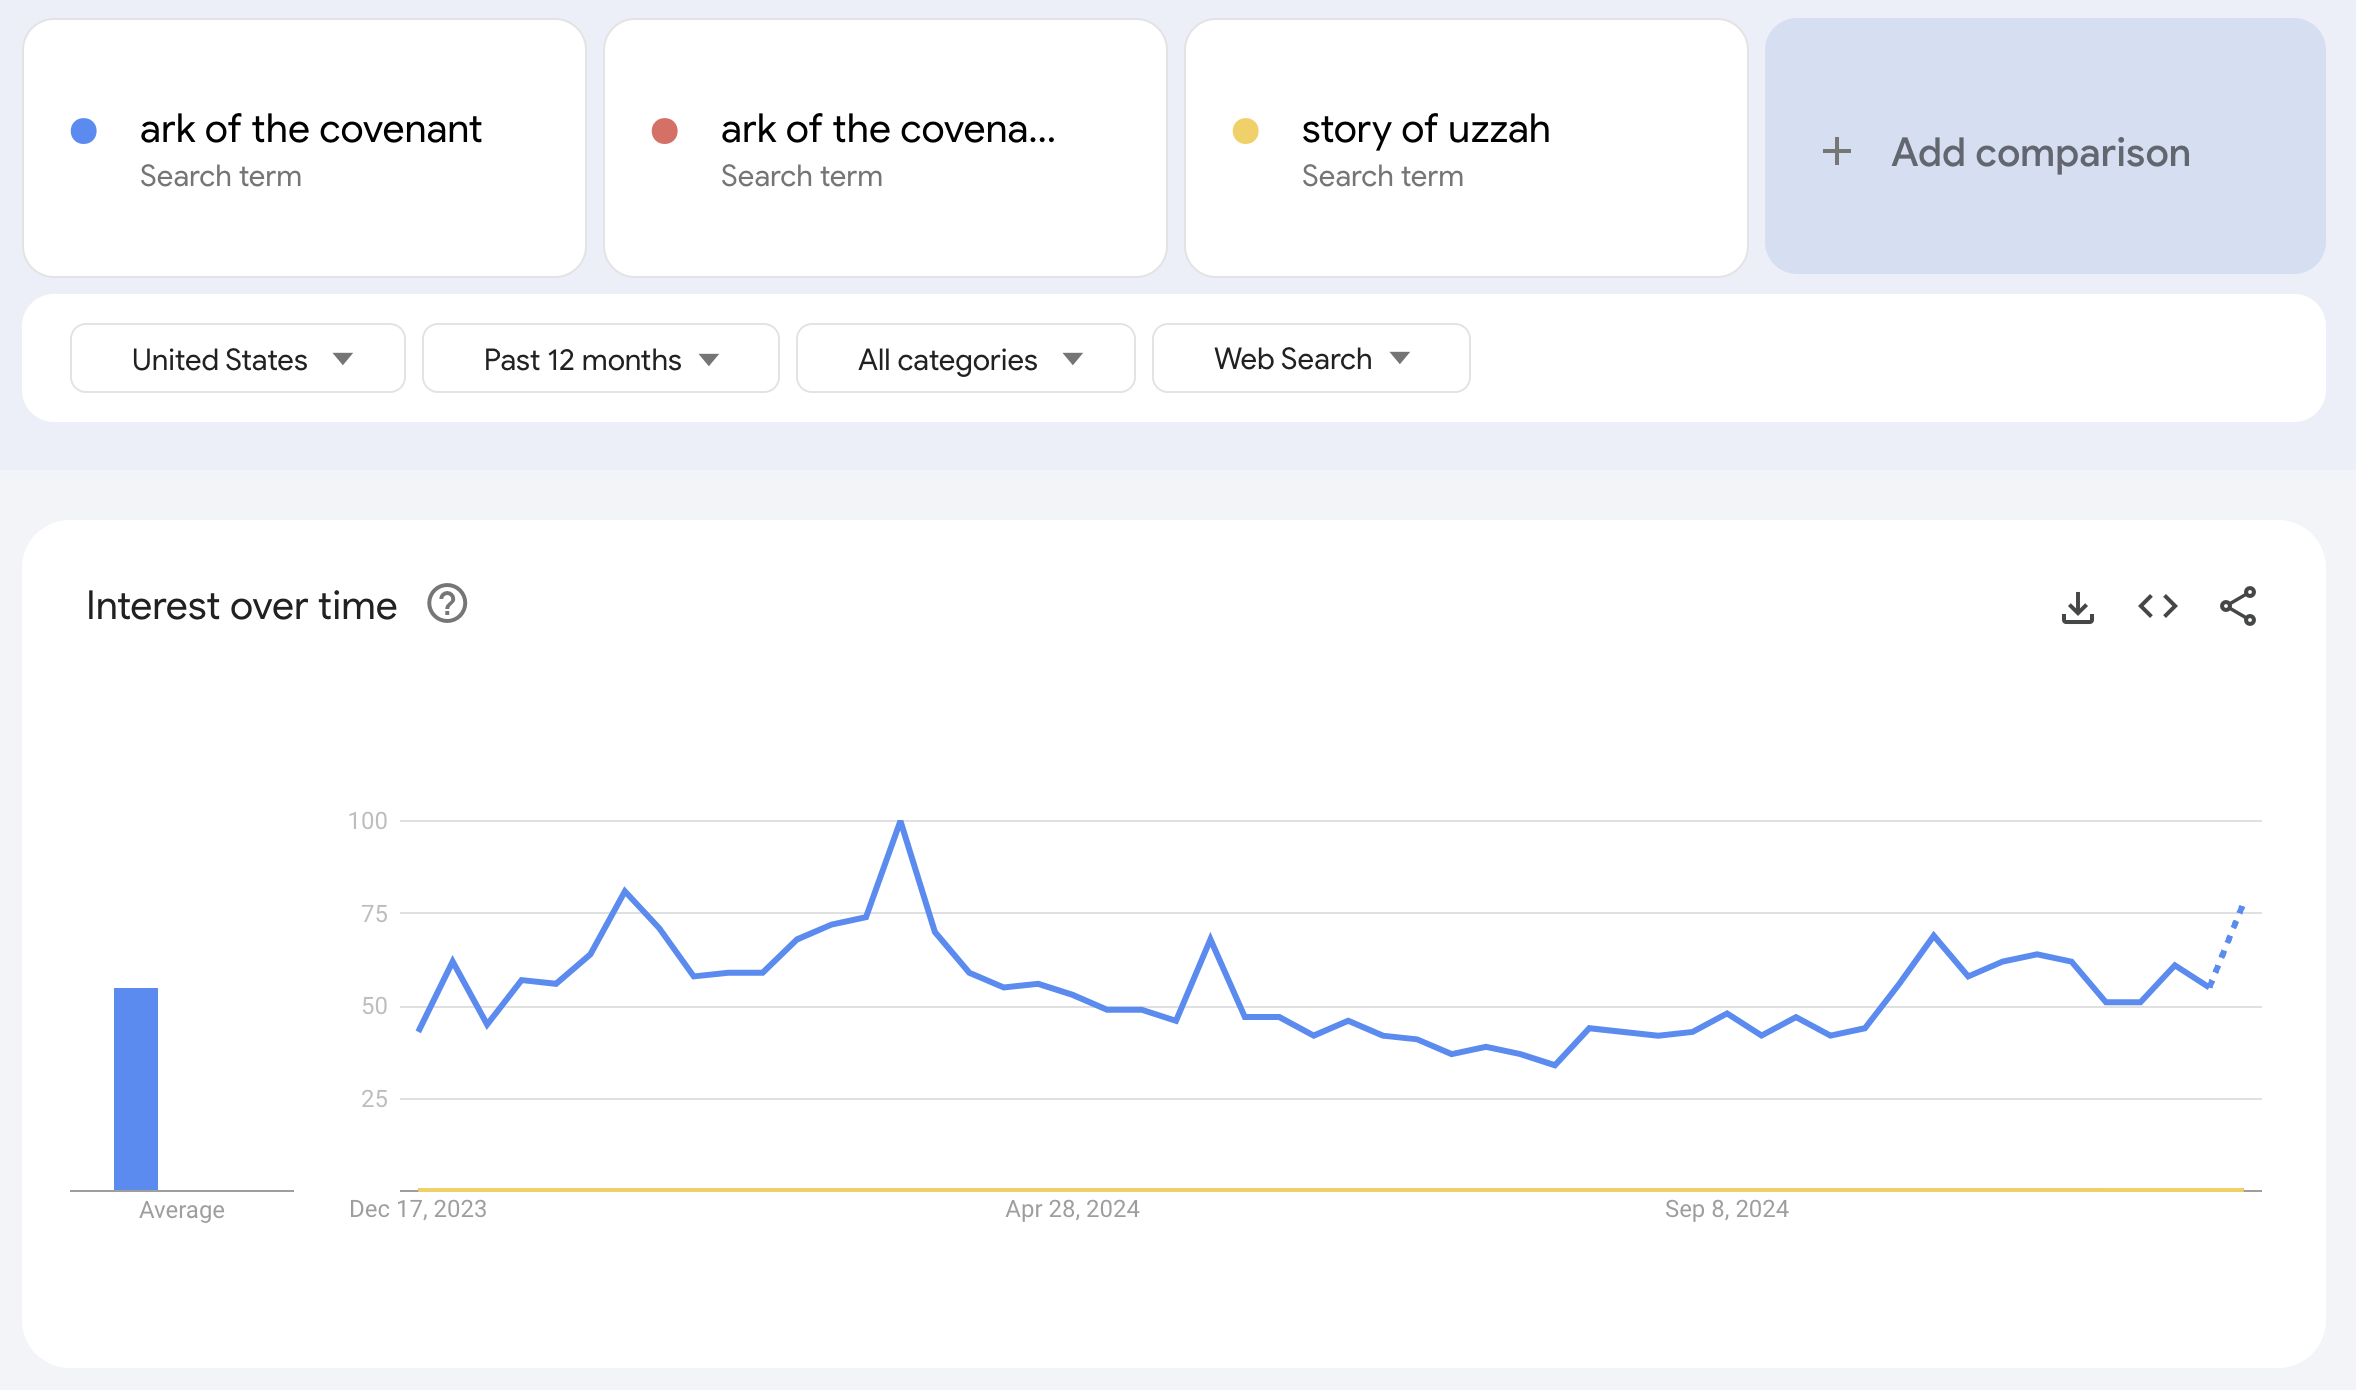 ark of the covenant
Search term
ark of the covena...
Search term
story of uzzah
Search term
+ Add comparison
United States
Past 12 months
All categories
Web Search
Interest over time
?
100
75
50
25
Average
Dec 17, 2023
Apr 28, 2024
Sep 8, 2024